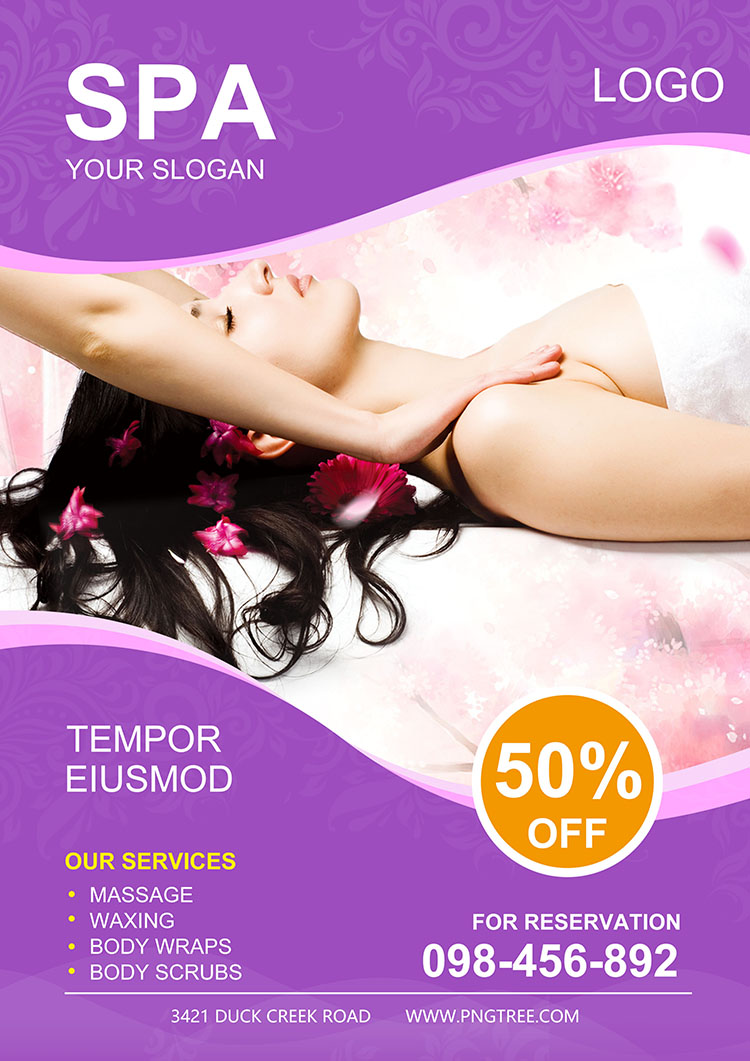 SPA
YOUR SLOGAN
LOGO
TEMPOR
EIUSMOD
50%
OFF
OUR SERVICES
• MASSAGE
• WAXING
• BODY WRAPS
• BODY SCRUBS
FOR RESERVATION
098-456-892
3421 DUCK CREEK ROAD WWW.PNGTREE.COM